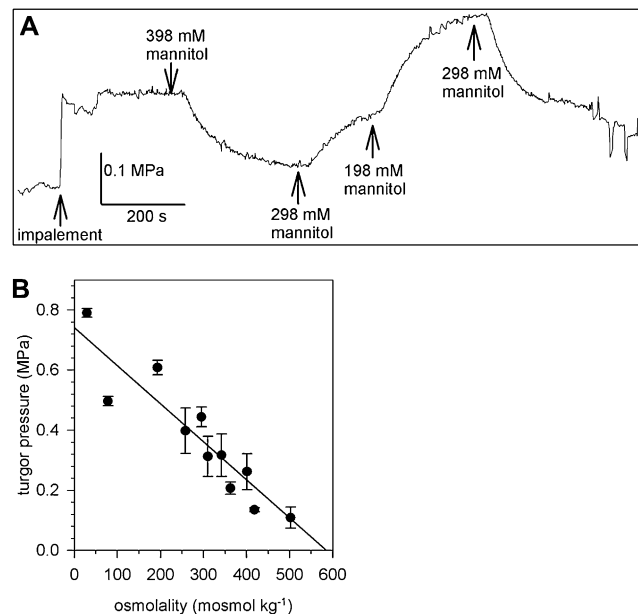 A
398 mM
mannitol
298 mM
mannitol
0.1 MPa
198 mM
mannitol
200 s
298 mM
mannitol
impalement
B
turgor pressure (MPa)
0.8
0.6
0.4
0.2
0.0
0 100 200 300 400 500 600
osmolality (mosmol kg⁻¹)